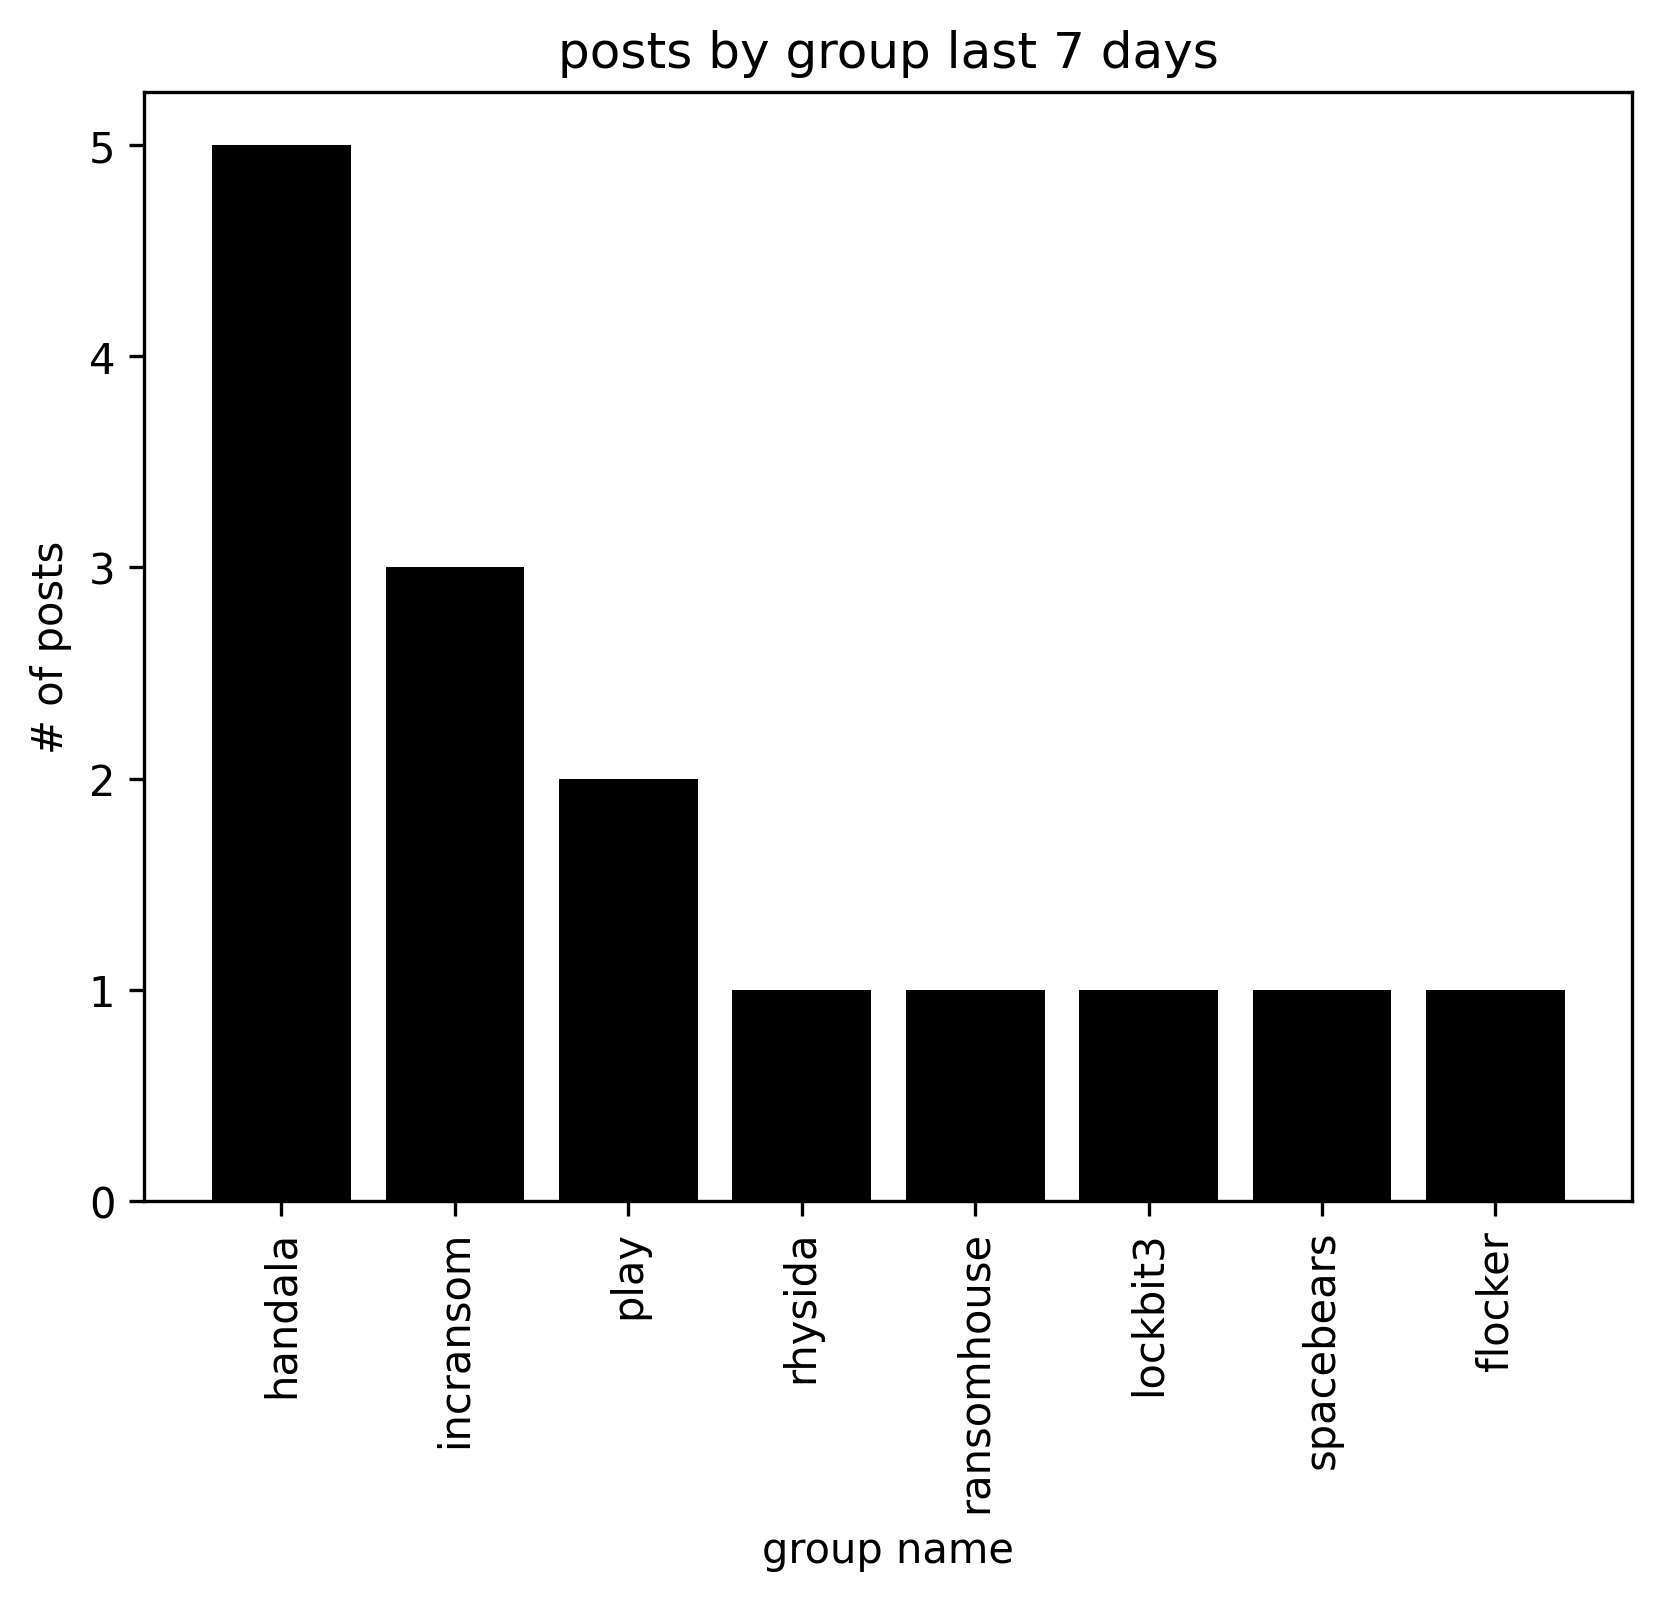 posts by group last 7 days
# of posts
5
4
3
2
1
0
handala
incransom
play
rhysida
ransomhouse
lockbit3
spacebears
flocker
group name